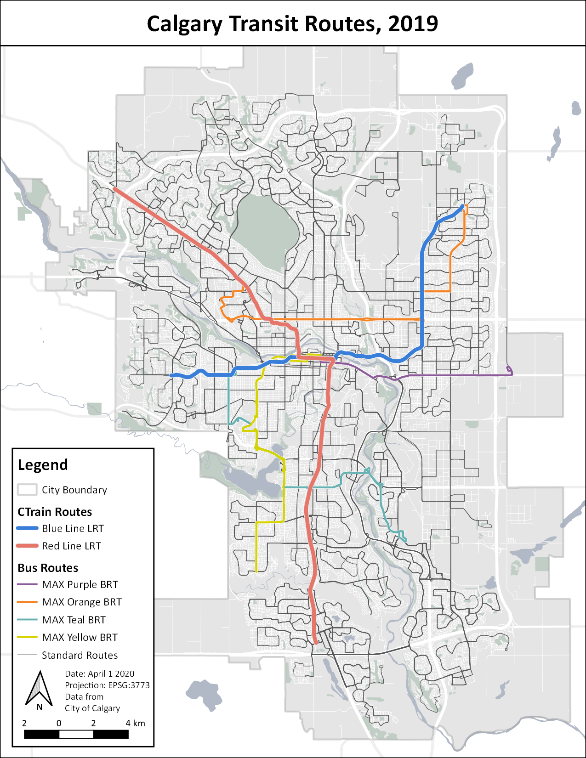 Calgary Transit Routes, 2019
Legend
City Boundary
CTrain Routes
Blue Line LRT
Red Line LRT
Bus Routes
MAX Purple BRT
MAX Orange BRT
MAX Teal BRT
MAX Yellow BRT
Standard Routes
Date: April 1 2020
Projection: EPSG:3773
Data from
City of Calgary
N
2 0 2 4 km